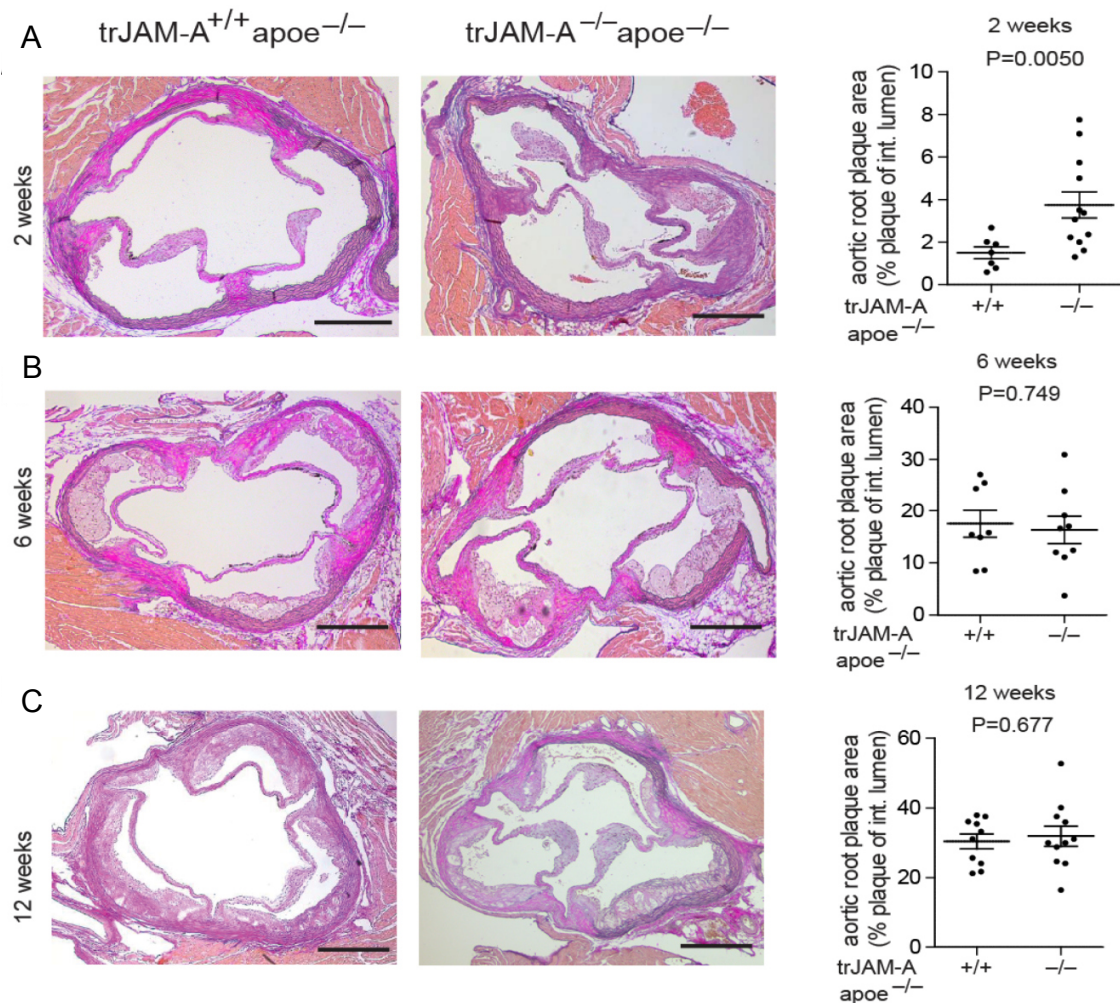 A
trJAM-A+/+apoe–/–
trJAM-A–/–apoe–/–
2 weeks
2 weeks
P=0.0050
aortic root plaque area
(% plaque of int. lumen)
10
8
6
4
2
0
trJAM-A
+/+
–/–
apoe–/–
B
6 weeks
6 weeks
P=0.749
aortic root plaque area
(% plaque of int. lumen)
40
30
20
10
0
trJAM-A
+/+
–/–
apoe–/–
C
12 weeks
12 weeks
P=0.677
aortic root plaque area
(% plaque of int. lumen)
60
40
20
0
trJAM-A
+/+
–/–
apoe–/–